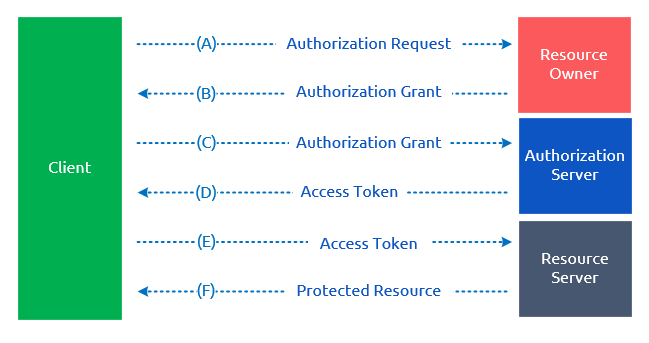 Client
(A) Authorization Request
Resource
Owner
(B) Authorization Grant
(C) Authorization Grant
Authorization
Server
(D) Access Token
(E) Access Token
Resource
Server
(F) Protected Resource